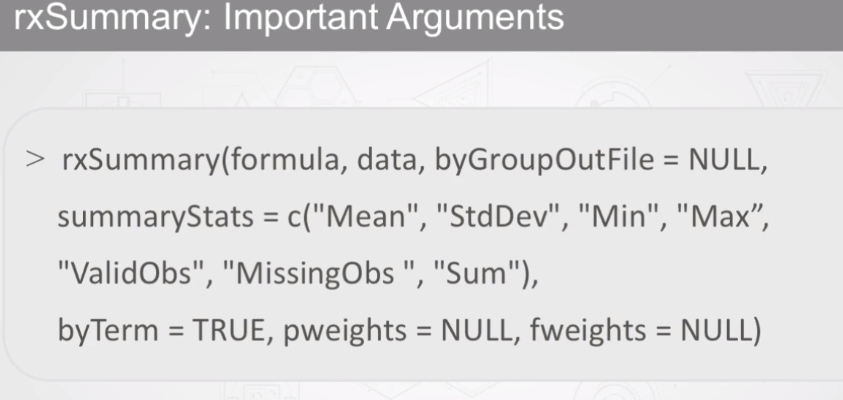 rxSummary: Important Arguments
> rxSummary(formula, data, byGroupOutFile = NULL,
summaryStats = c("Mean", "StdDev", "Min", "Max”,
"ValidObs", "MissingObs ", "Sum"),
byTerm = TRUE, pweights = NULL, fweights = NULL)